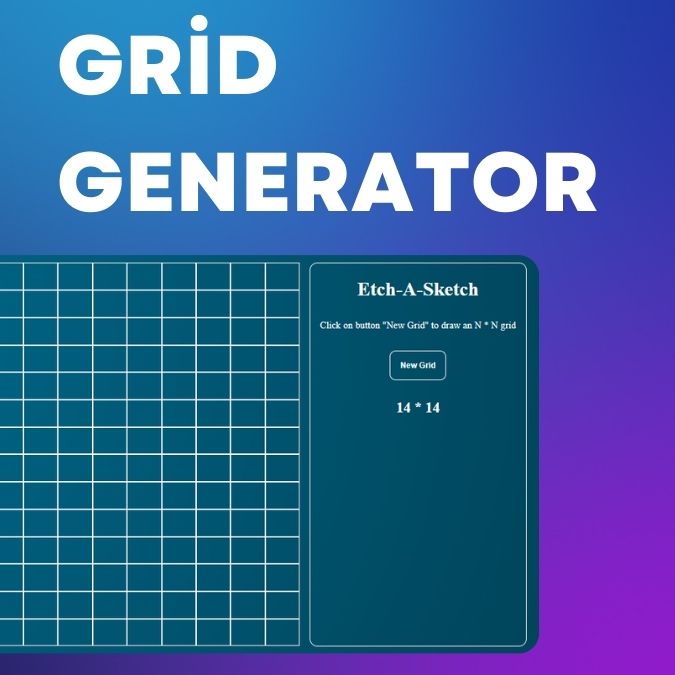 GRİD
GENERATOR
Etch-A-Sketch
Click on button "New Grid" to draw an N * N grid
New Grid
14 * 14